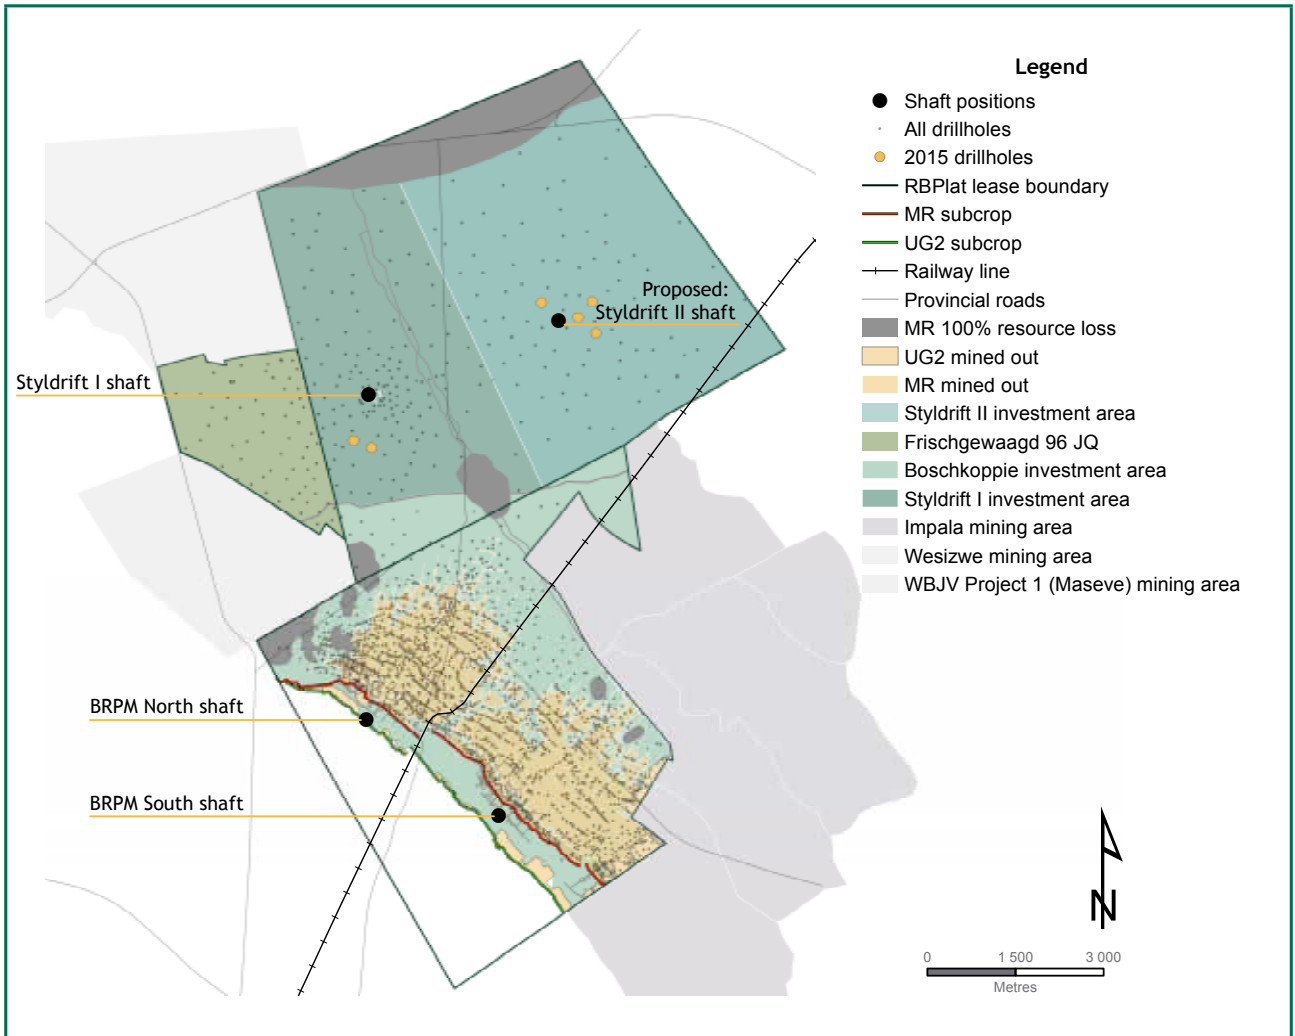 Legend
Shaft positions
All drillholes
2015 drillholes
RBPlat lease boundary
MR subcrop
UG2 subcrop
Railway line
Provincial roads
MR 100% resource loss
UG2 mined out
MR mined out
Styldrift II investment area
Frischgewaagd 96 JQ
Boschkoppie investment area
Styldrift I investment area
Impala mining area
Wesizwe mining area
WBJV Project 1 (Maseve) mining area
Proposed:
Styldrift II shaft
Styldrift I shaft
BRPM North shaft
BRPM South shaft
N
0 1 500 3 000
Metres